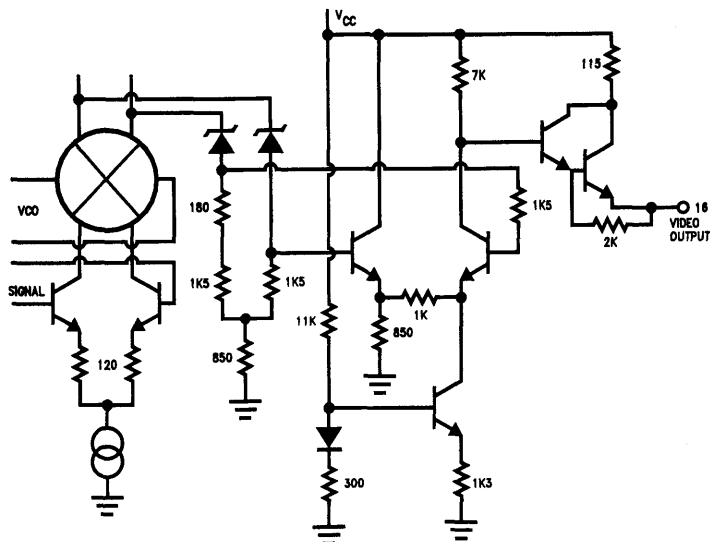 VCC
7K
115
VCO
180
1K5
16
VIDEO
OUTPUT
2K
SIGNAL
1K5
1K5
11K
1K
850
850
120
300
1K3